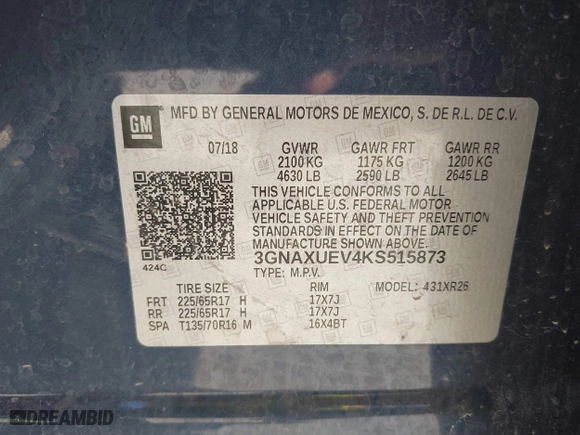 GM
MFD BY GENERAL MOTORS DE MEXICO, S. DE R.L. DE C.V.
07/18 GVWR GAWR FRT GAWR RR
2100 KG 1175 KG 1200 KG
4630 LB 2590 LB 2645 LB
THIS VEHICLE CONFORMS TO ALL
APPLICABLE U.S. FEDERAL MOTOR
VEHICLE SAFETY AND THEFT PREVENTION
STANDARDS IN EFFECT ON THE DATE OF
MANUFACTURE SHOWN ABOVE.
3GNAXUEV4KS515873
424C TYPE: M.P.V. MODEL: 431XR26
TIRE SIZE RIM
FRT 225/65R17 H 17X7J
RR 225/65R17 H 17X7J
SPA T135/70R16 M 16X4BT
DREAMBID